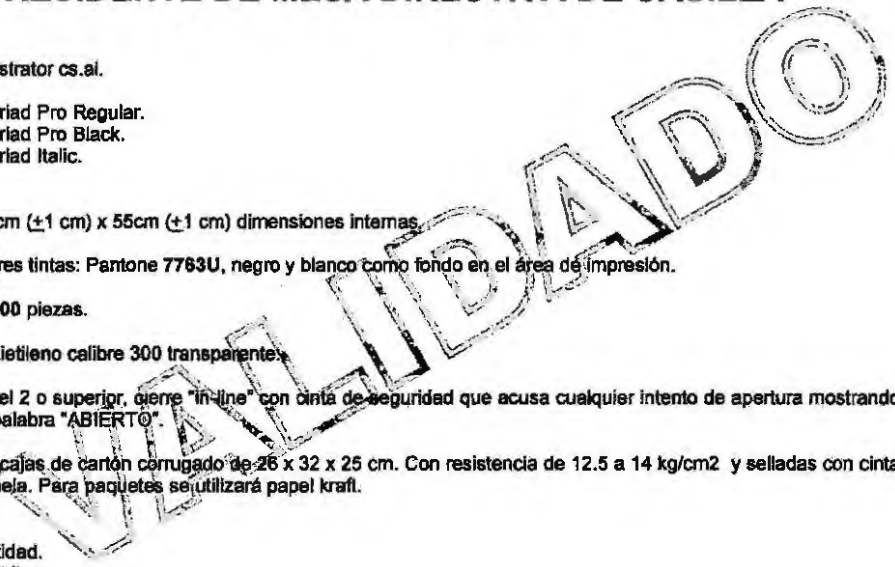 strator cs.ai.
riad Pro Regular.
riad Pro Black.
riad Italic.
cm (±1 cm) x 55cm (±1 cm) dimensiones internas.
res tintas: Pantone 7763U, negro y blanco como fondo en el área de impresión.
00 piezas.
lietileno calibre 300 transparente.
el 2 o superior, cierre "in-line" con cinta de seguridad que acusa cualquier intento de apertura mostrando
palabra "ABIERTO".
cajas de cartón corrugado de 26 x 32 x 25 cm. Con resistencia de 12.5 a 14 kg/cm2 y selladas con cinta
nela. Para paquetes se utilizará papel kraft.
tidad.
VALIDADO